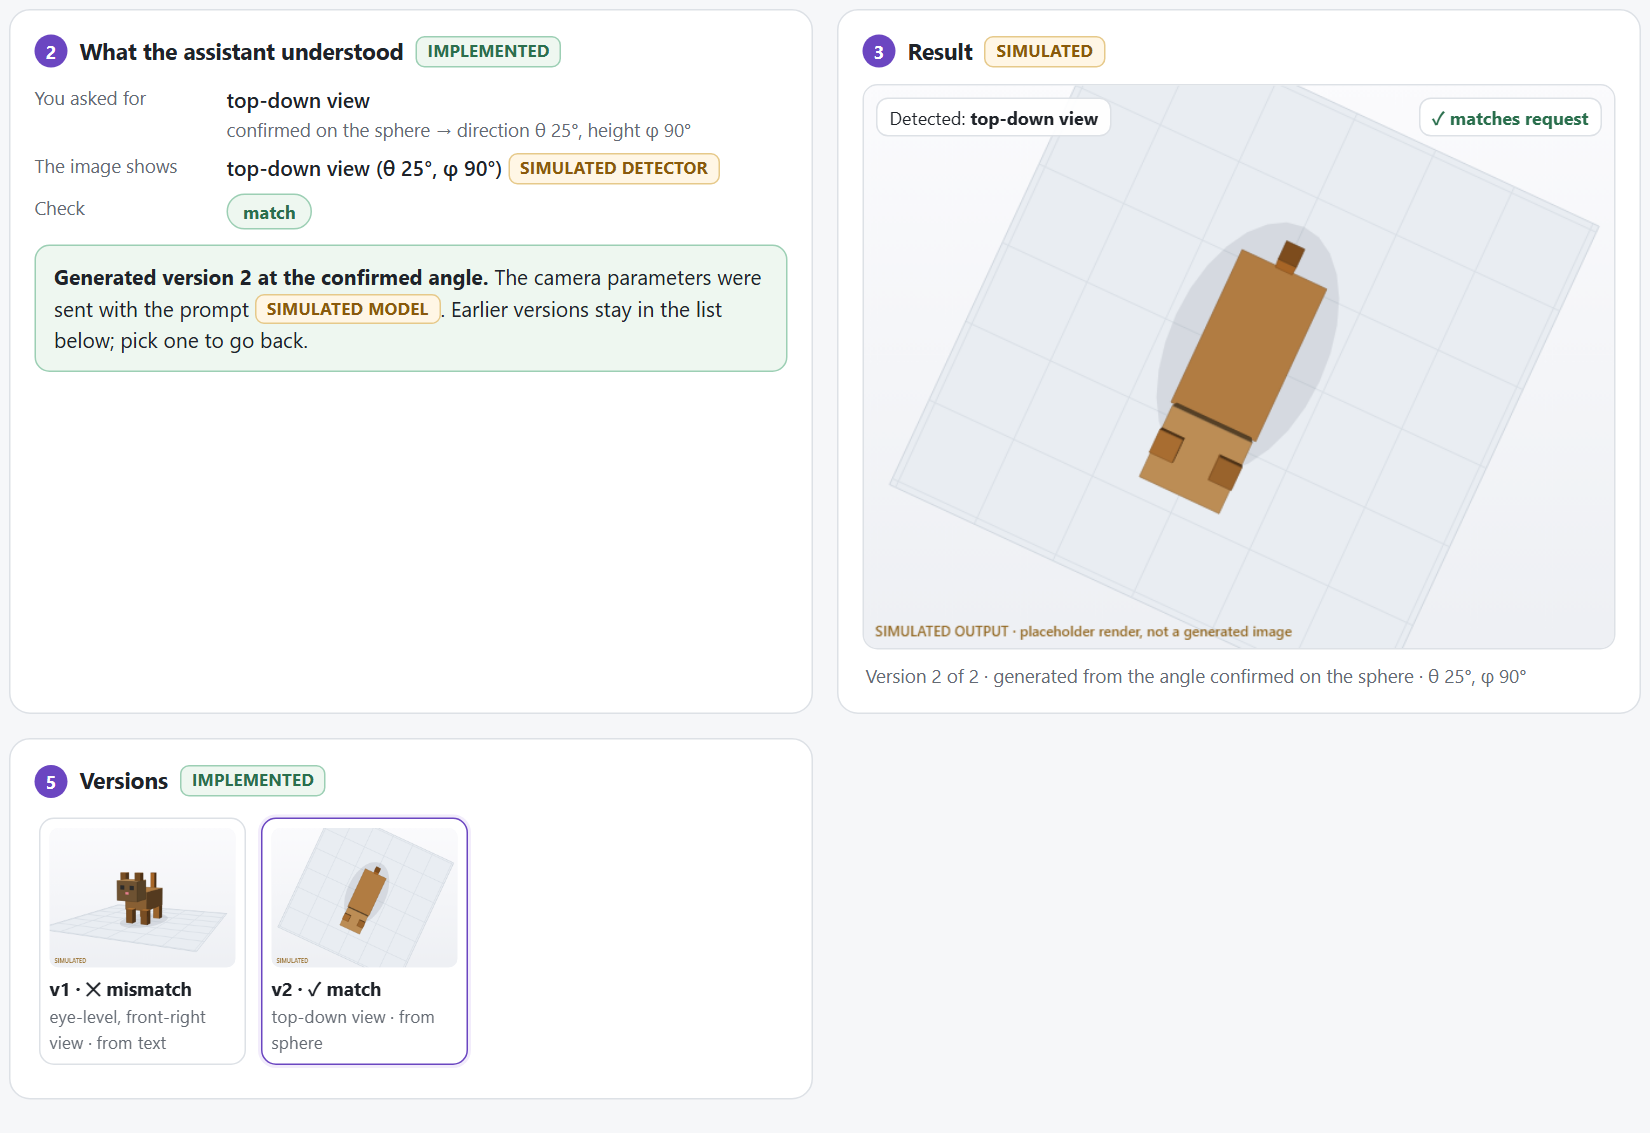 2 What the assistant understood IMPLEMENTED
You asked for top-down view
confirmed on the sphere → direction θ 25°, height φ 90°
The image shows top-down view (θ 25°, φ 90°) SIMULATED DETECTOR
Check match
Generated version 2 at the confirmed angle. The camera parameters were
sent with the prompt SIMULATED MODEL. Earlier versions stay in the list
below; pick one to go back.
3 Result SIMULATED
Detected: top-down view ✓ matches request
SIMULATED OUTPUT · placeholder render, not a generated image
Version 2 of 2 · generated from the angle confirmed on the sphere · θ 25°, φ 90°
5 Versions IMPLEMENTED
SIMULATED
v1 · ✕ mismatch
eye-level, front-right
view · from text
SIMULATED
v2 · ✓ match
top-down view · from
sphere